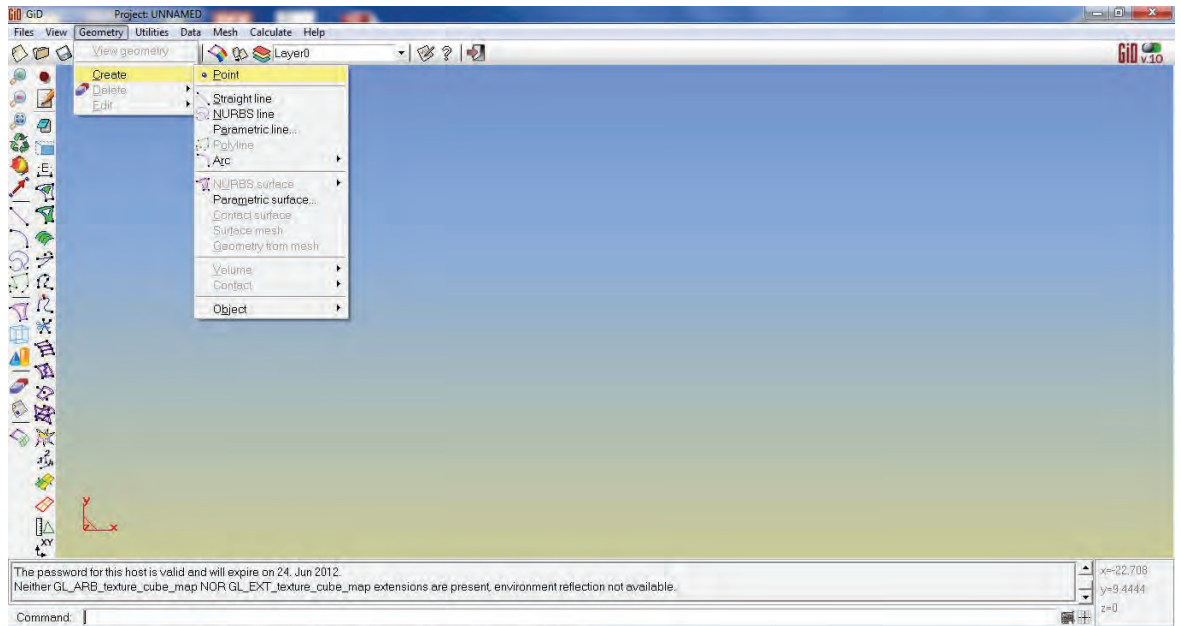 GiD GiD Project: UNNAMED
Files View Geometry Utilities Data Mesh Calculate Help
View geometry
Layer0
?
GiD v.10
Create
Delete
Edit
Point
Straight line
NURBS line
Parametric line...
Polyline
Arc
NURBS surface
Parametric surface...
Contact surface
Surface mesh
Geometry from mesh
Volume
Contact
Object
:E:
XY
y
z x
The password for this host is valid and will expire on 24. Jun 2012.
Neither GL_ARB_texture_cube_map NOR GL_EXT_texture_cube_map extensions are present, environment reflection not available.
x=-22.708
y=9.4444
z=0
Command: